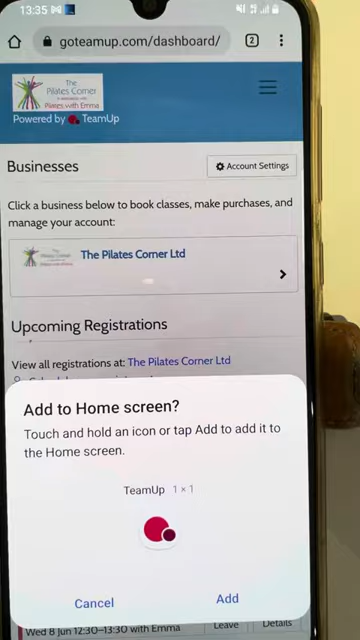 13:35
goteamup.com/dashboard/
2
The
Pilates Corner
Pilates with Emma
Powered by TeamUp
Businesses
Account Settings
Click a business below to book classes, make purchases, and
manage your account:
The Pilates Corner Ltd
Upcoming Registrations
View all registrations at: The Pilates Corner Ltd
Add to Home screen?
Touch and hold an icon or tap Add to add it to
the Home screen.
TeamUp 1 × 1
Cancel
Add
Wed 8 Jun 12:30–13:30 with Emma
Leave
Details